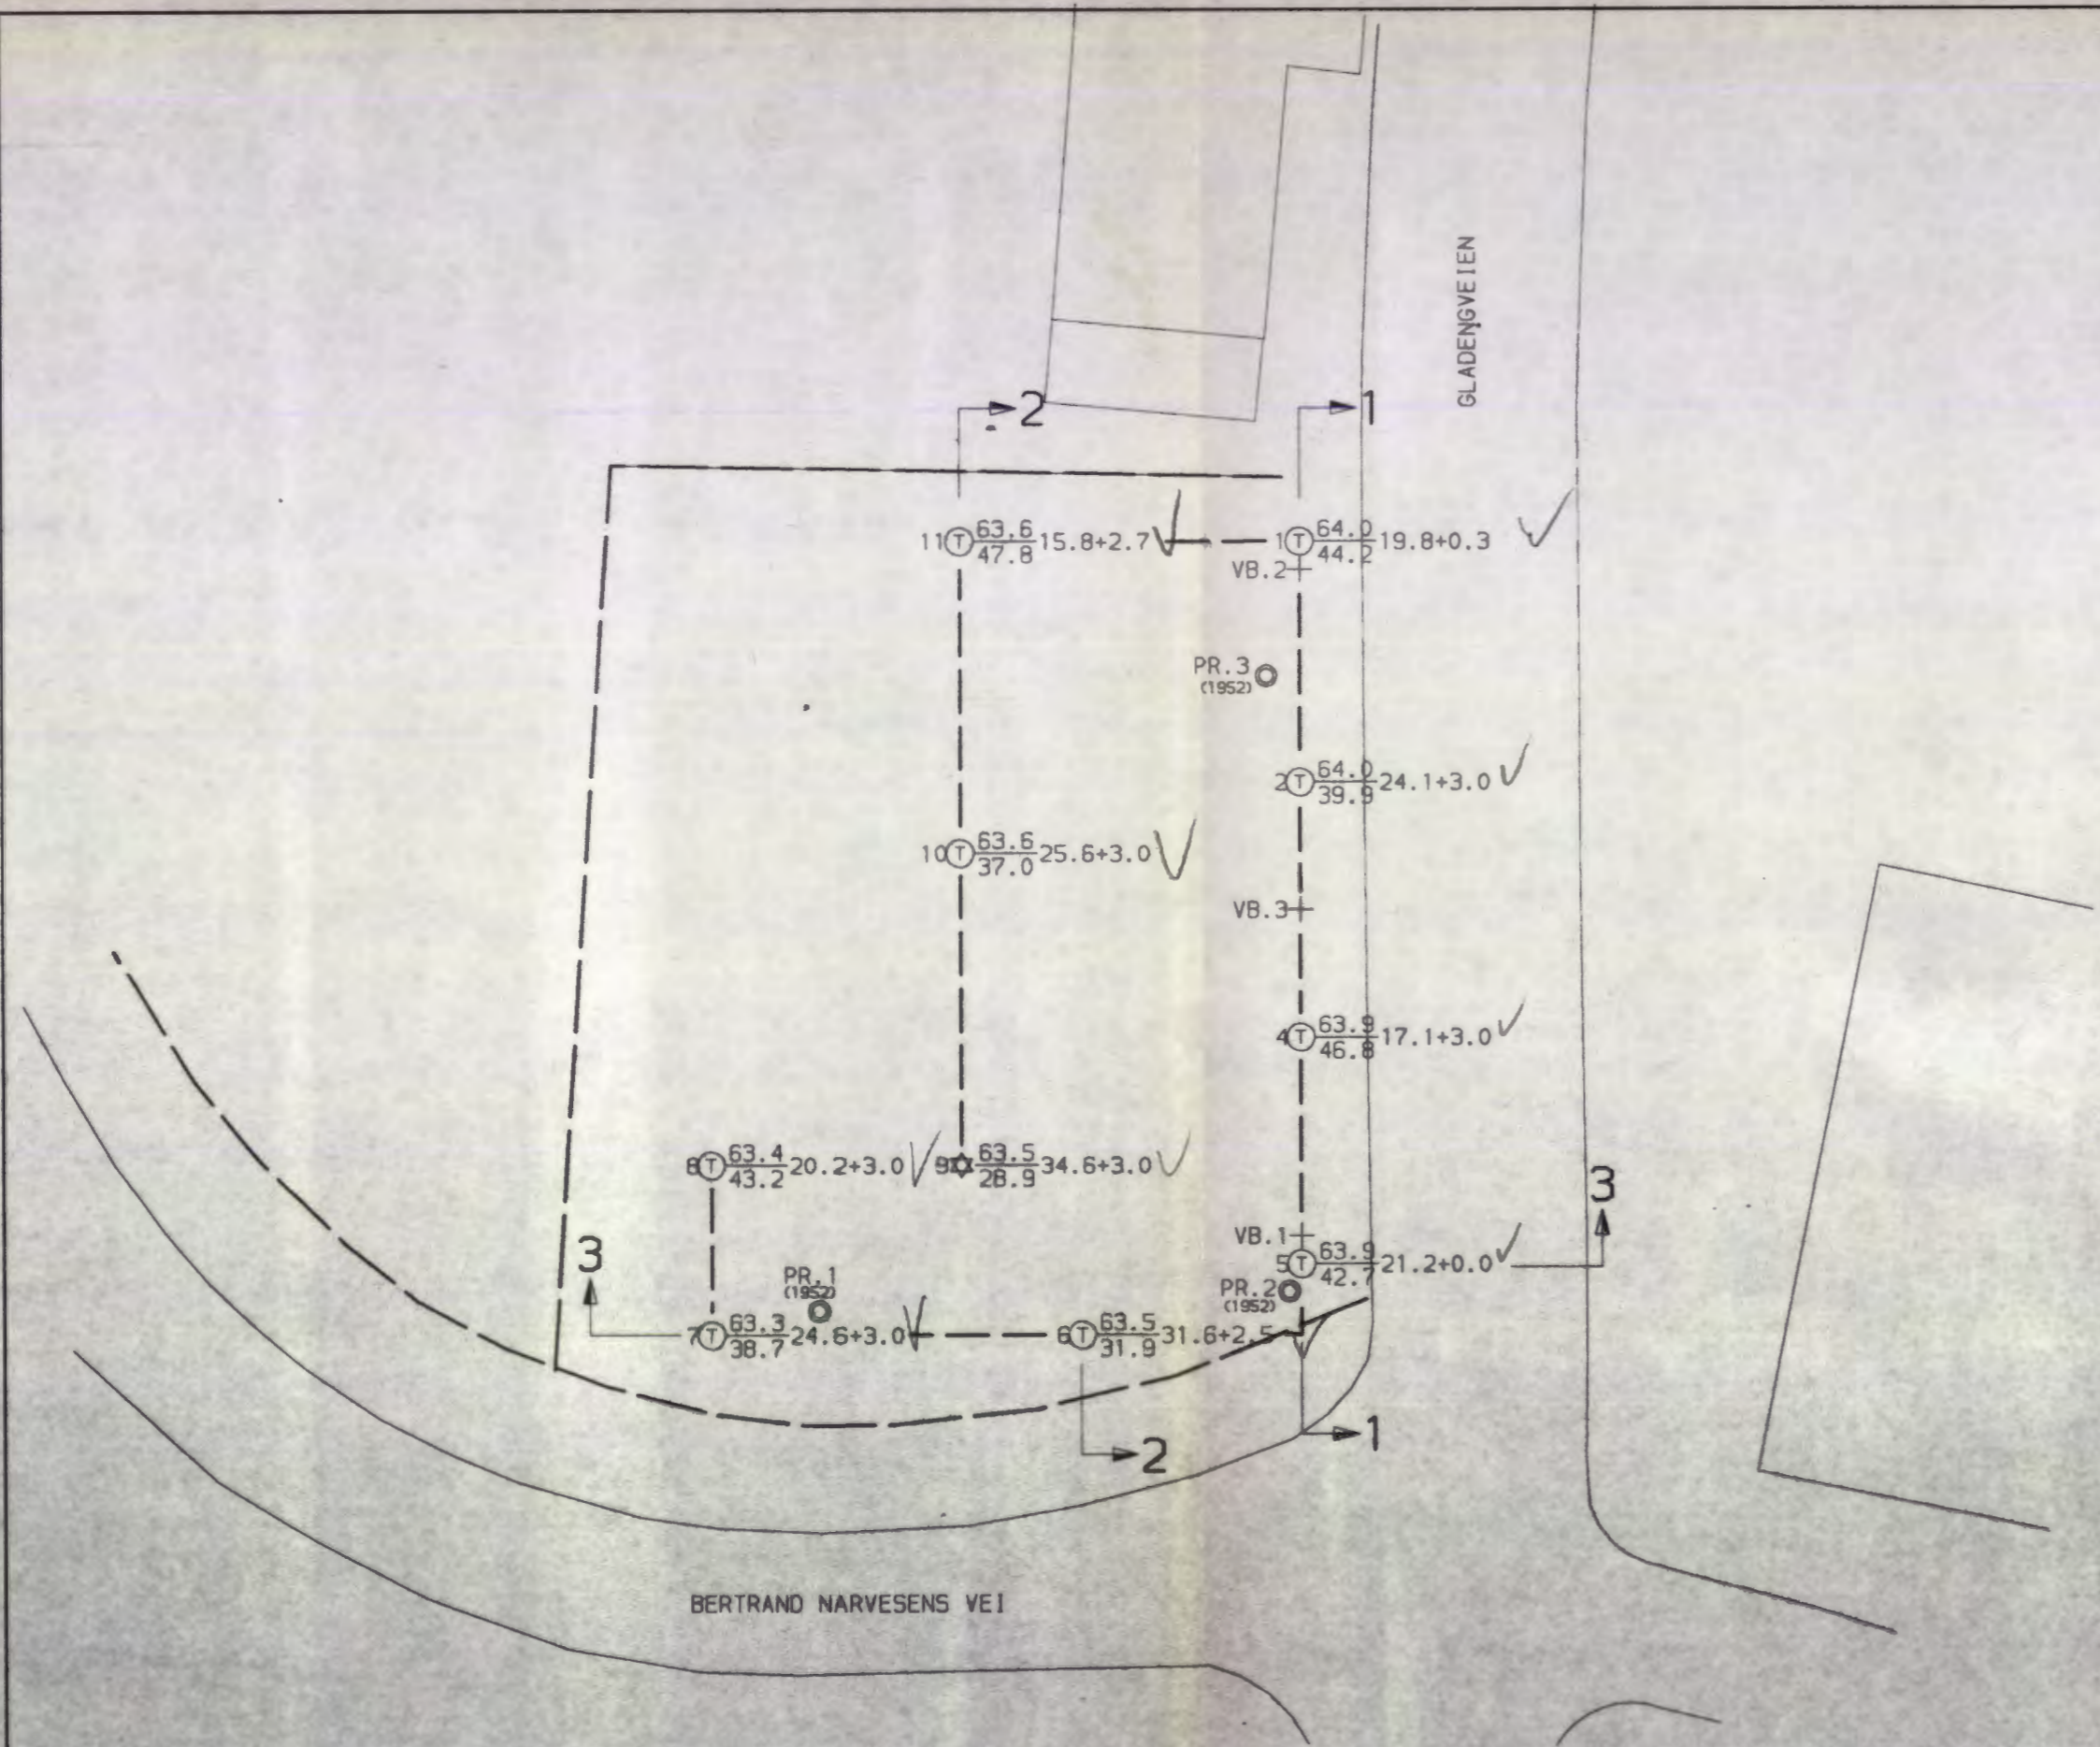 GLADENGVEIEN
2
1
11 T 63.6 15.8+2.7
47.8
1 T 64.0 19.8+0.3
44.2
VB.2
PR.3
(1952)
2 T 64.0 24.1+3.0
39.9
10 T 63.6 25.6+3.0
37.0
VB.3
4 T 63.9 17.1+3.0
46.8
8 T 63.4 20.2+3.0
43.2
9 63.5 34.6+3.0
28.9
3
VB.1
5 T 63.9 21.2+0.0
42.7
3
PR.1
(1952)
PR.2
(1952)
7 T 63.3 24.6+3.0
38.7
6 T 63.5 31.6+2.5
31.9
1
2
BERTRAND NARVESENS VEI